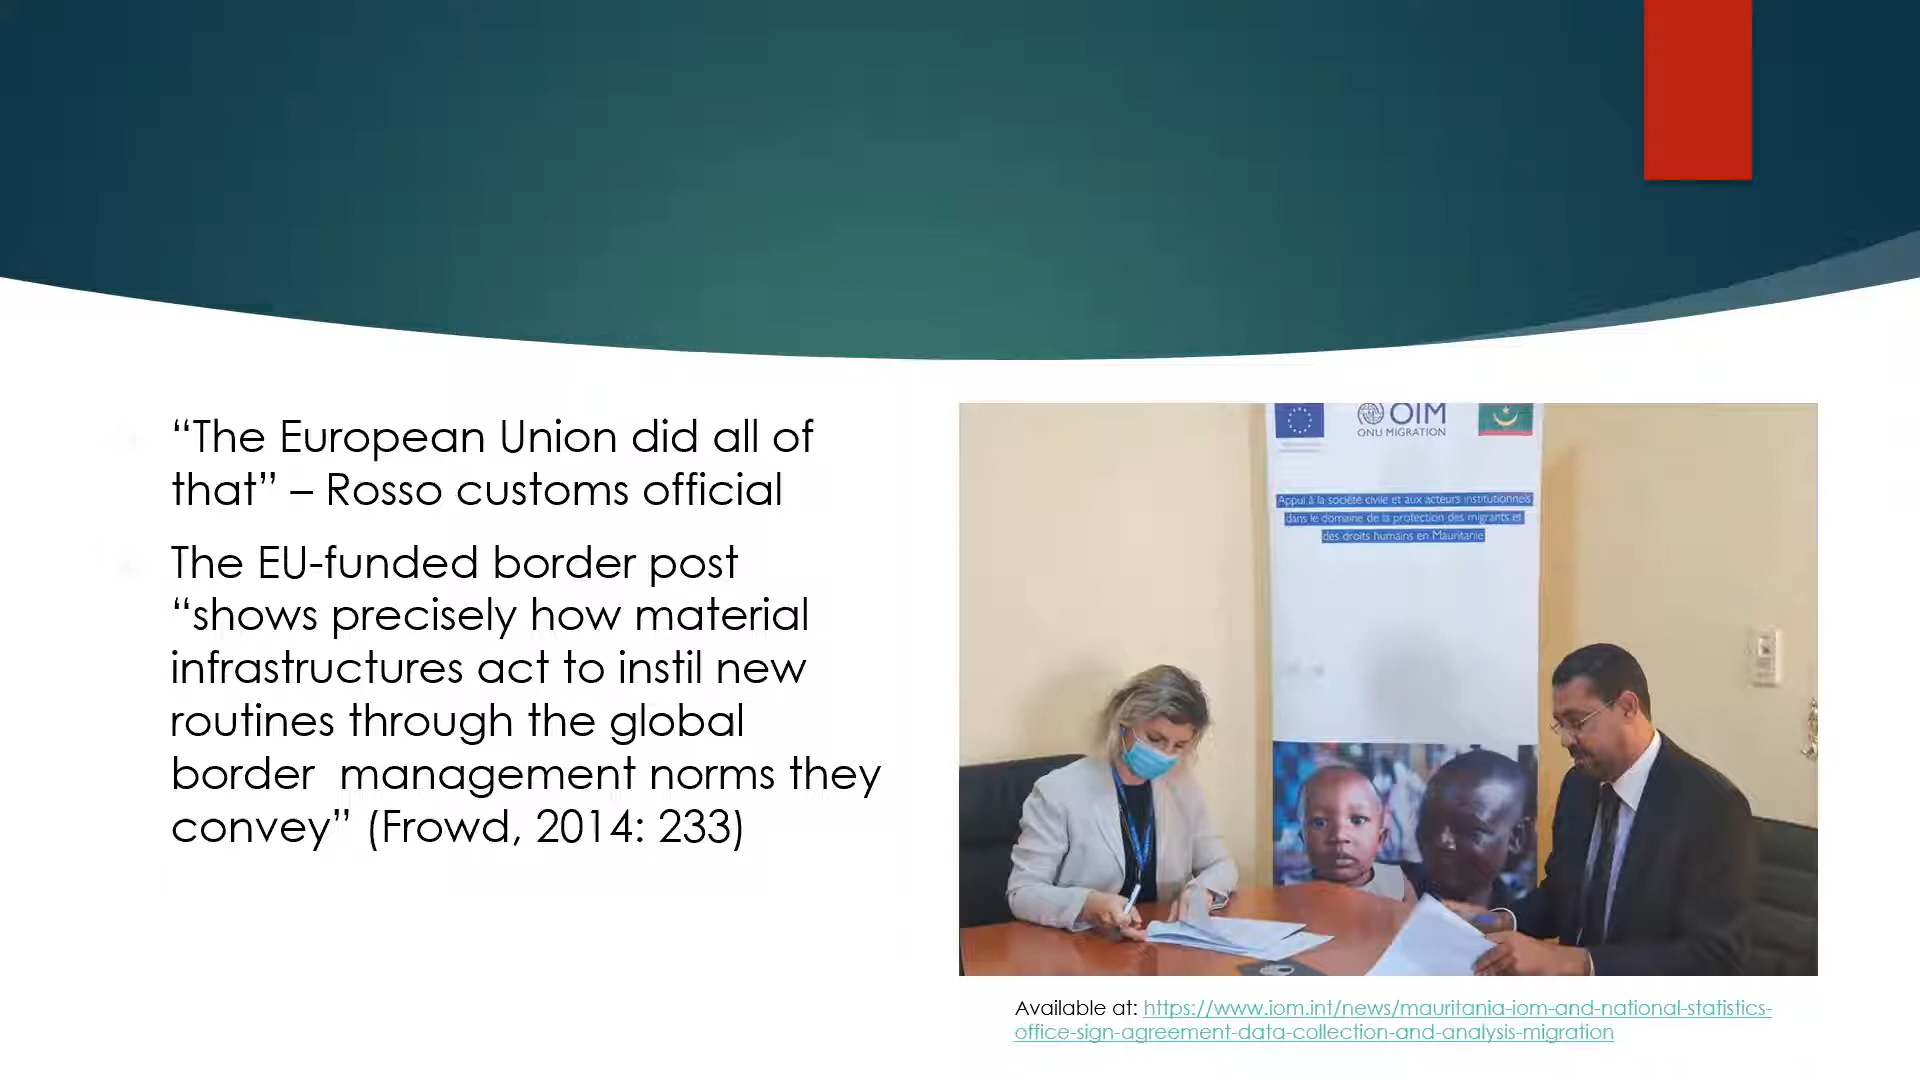 “The European Union did all of
that” – Rosso customs official
The EU-funded border post
“shows precisely how material
infrastructures act to instil new
routines through the global
border  management norms they
convey” (Frowd, 2014: 233)
OIM
ONU MIGRATION
Appui à la société civile et aux acteurs institutionnels
dans le domaine de la protection des migrants et
des droits humains en Mauritanie
Available at: https://www.iom.int/news/mauritania-iom-and-national-statistics-
office-sign-agreement-data-collection-and-analysis-migration